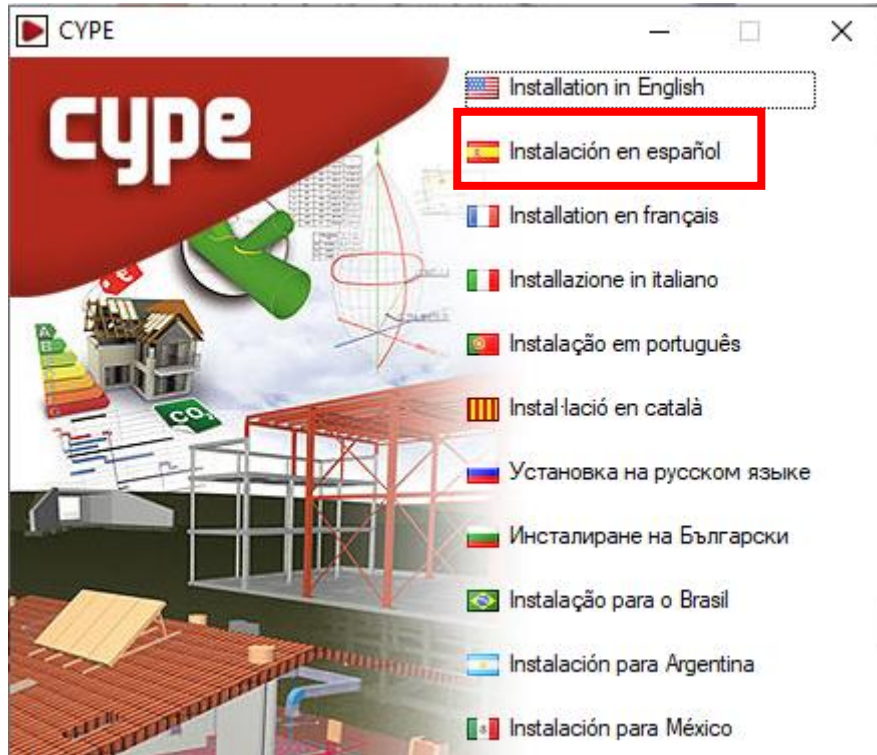 CYPE
cype
Installation in English
Instalación en español
Installation en français
Installazione in italiano
Instalação em português
Instal·lació en català
Установка на русском языке
Инсталиране на Български
Instalação para o Brasil
Instalación para Argentina
Instalación para México
€
A
B
CO2